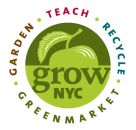 GARDEN • TEACH • RECYCLE •
grow
NYC
GREENMARKET